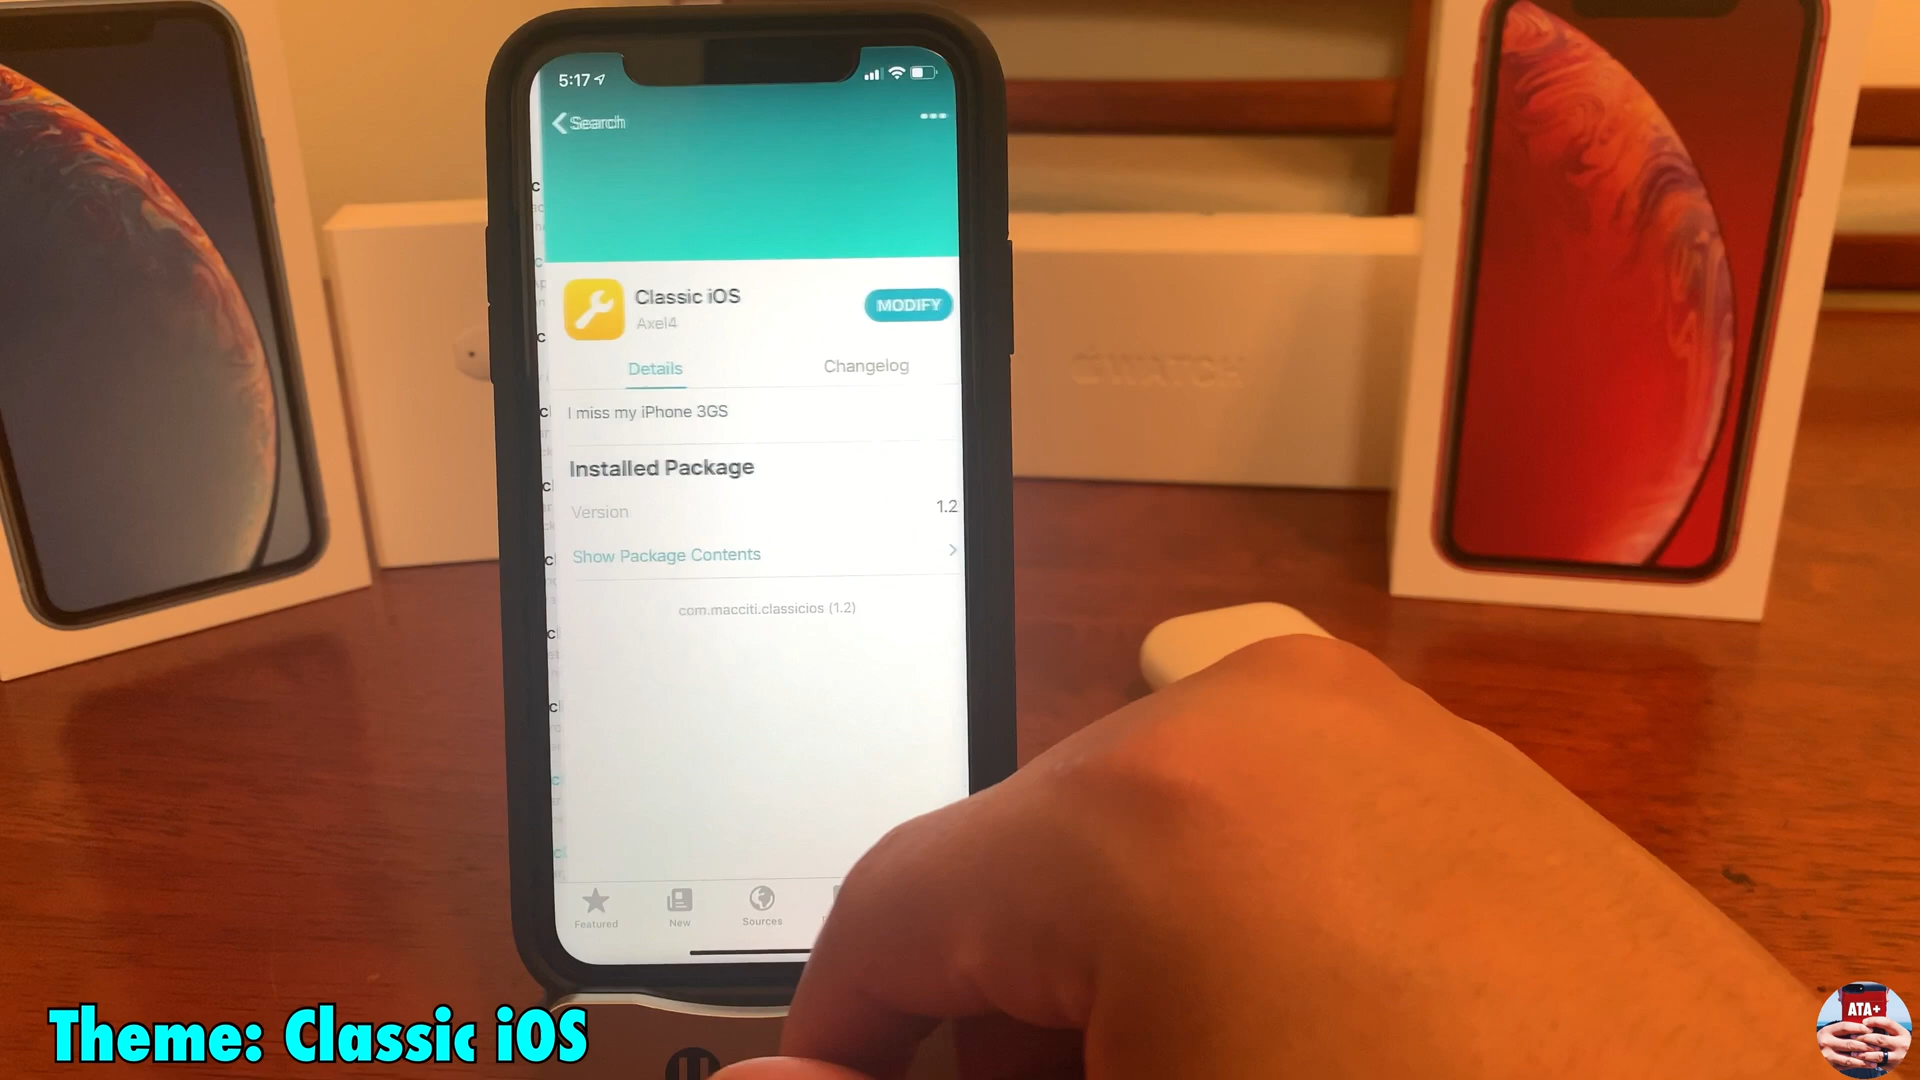 5:17
Search
Classic iOS
MODIFY
Axel4
Details
Changelog
I miss my iPhone 3GS
Installed Package
Version
1.2
Show Package Contents
com.macciti.classicios (1.2)
Featured
New
Sources
WATCH
Theme: Classic iOS
ATA+